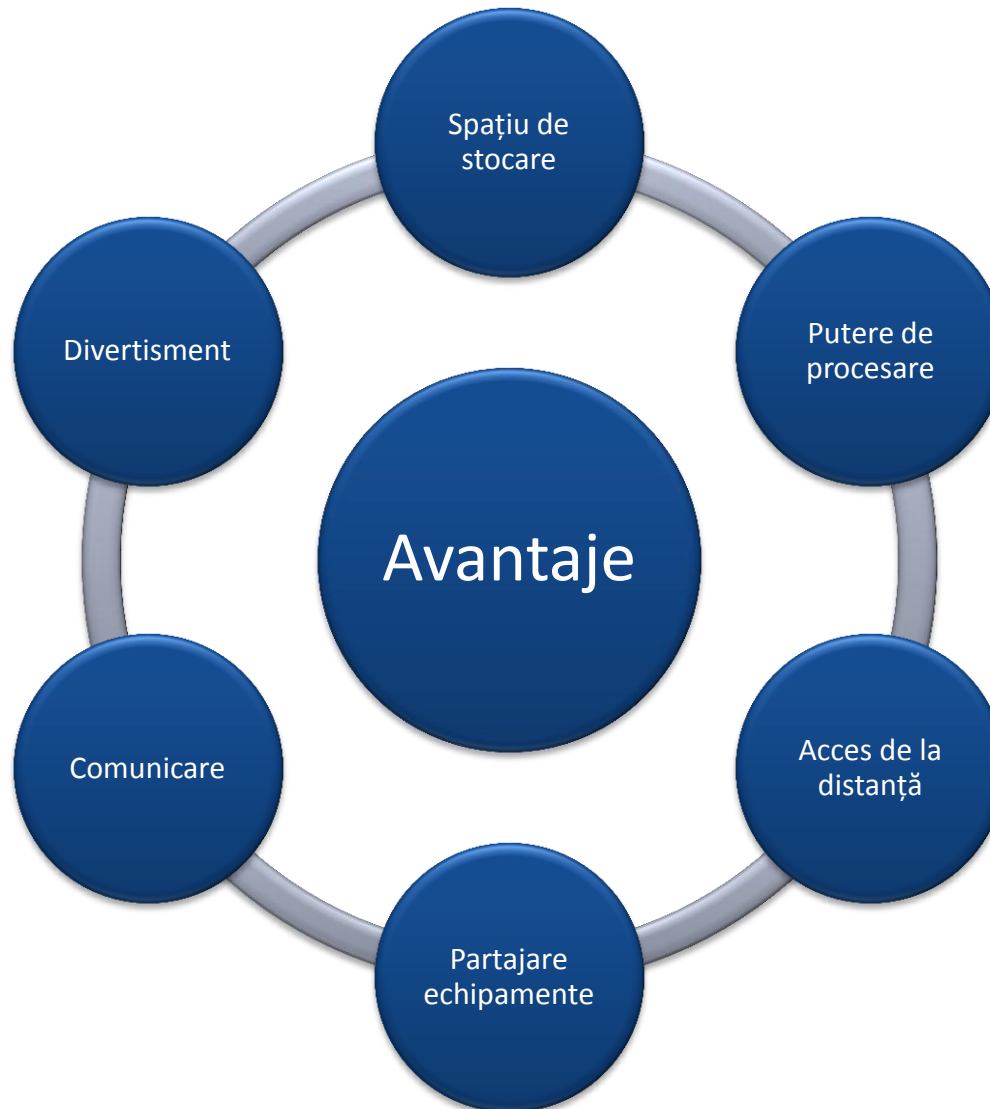 Spațiu de
stocare
Putere de
procesare
Divertisment
Avantaje
Acces de la
distanță
Comunicare
Partajare
echipamente